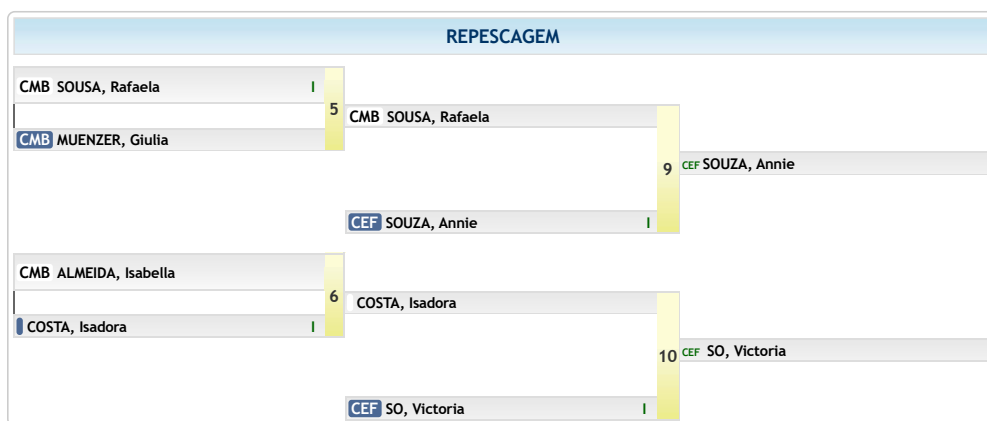 REPESCAGEM
CMB SOUSA, Rafaela I
5
CMB SOUSA, Rafaela
CMB MUENZER, Giulia
9
CEF SOUZA, Annie
CEF SOUZA, Annie I
CMB ALMEIDA, Isabella
6
COSTA, Isadora
COSTA, Isadora I
10
CEF SO, Victoria
CEF SO, Victoria I